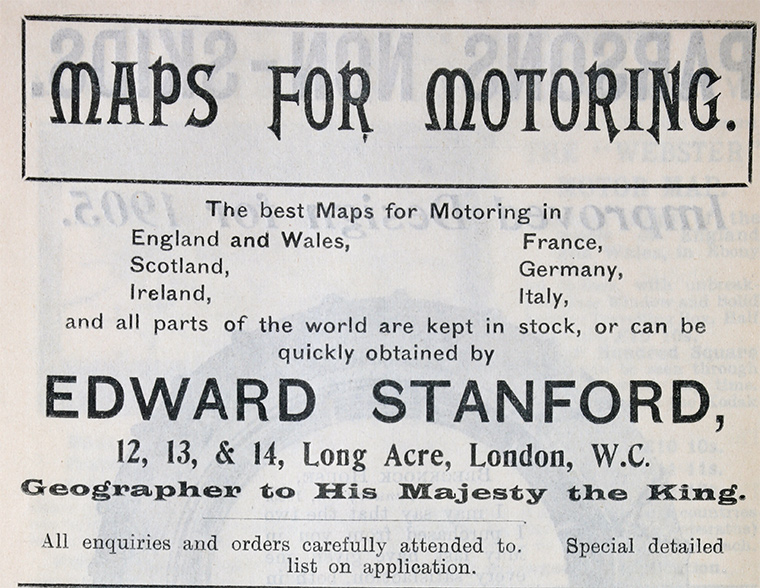 MAPS FOR MOTORING.
The best Maps for Motoring in
England and Wales, France,
Scotland, Germany,
Ireland, Italy,
and all parts of the world are kept in stock, or can be
quickly obtained by
EDWARD STANFORD,
12, 13, & 14, Long Acre, London, W.C.
Geographer to His Majesty the King.
All enquiries and orders carefully attended to. Special detailed
list on application.